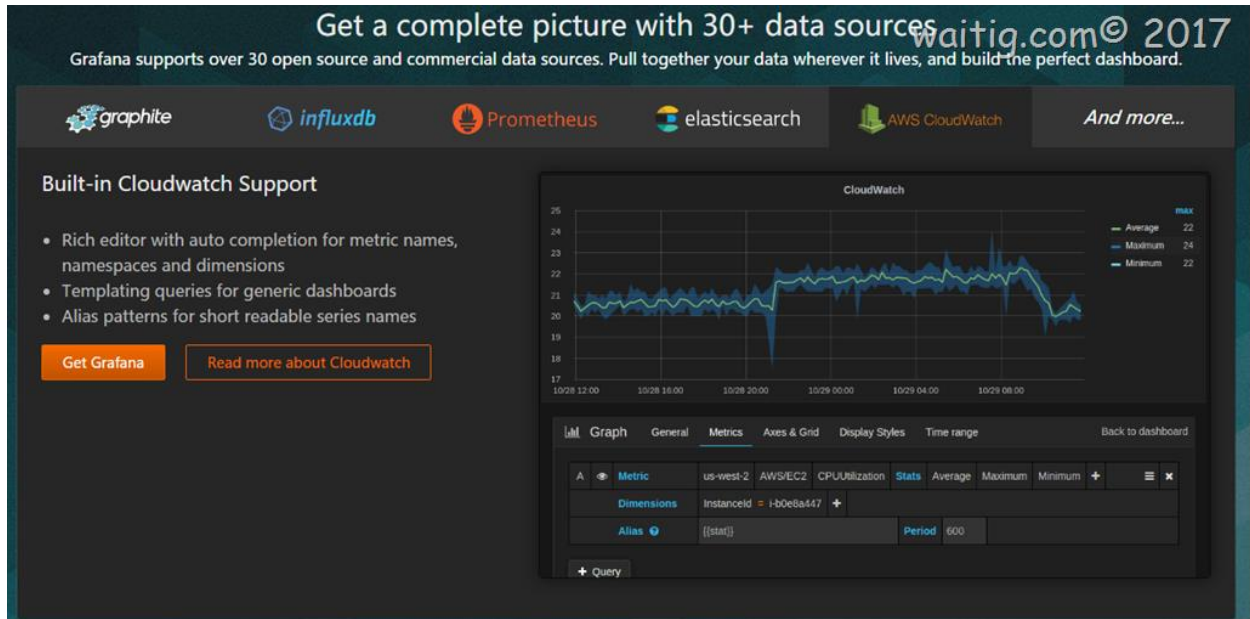 Get a complete picture with 30+ data sources
waitig.com© 2017
Grafana supports over 30 open source and commercial data sources. Pull together your data wherever it lives, and build the perfect dashboard.
graphite
influxdb
Prometheus
elasticsearch
AWS CloudWatch
And more...
Built-in Cloudwatch Support
• Rich editor with auto completion for metric names,
namespaces and dimensions
• Templating queries for generic dashboards
• Alias patterns for short readable series names
Get Grafana
Read more about Cloudwatch
CloudWatch
25
24
23
22
21
20
19
18
17
10/28 12:00 10/28 16:00 10/28 20:00 10/29 00:00 10/29 04:00 10/29 08:00
max
Average 22
Maximum 24
Minimum 22
Graph General Metrics Axes & Grid Display Styles Time range Back to dashboard
A Metric us-west-2 AWS/EC2 CPUUtilization Stats Average Maximum Minimum +
Dimensions InstanceId = i-b0e8a447 +
Alias {{stat}} Period 600
+ Query